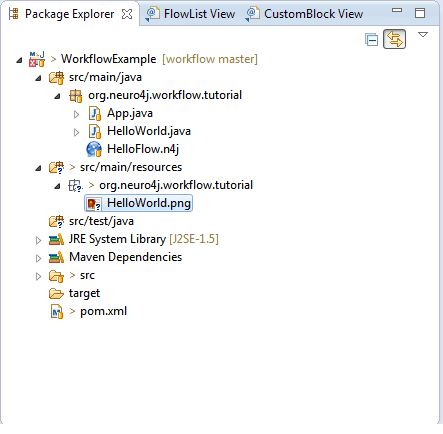 Package Explorer FlowList View CustomBlock View
> WorkflowExample [workflow master]
src/main/java
org.neuro4j.workflow.tutorial
App.java
HelloWorld.java
HelloFlow.n4j
> src/main/resources
> org.neuro4j.workflow.tutorial
HelloWorld.png
src/test/java
JRE System Library [J2SE-1.5]
Maven Dependencies
> src
target
> pom.xml